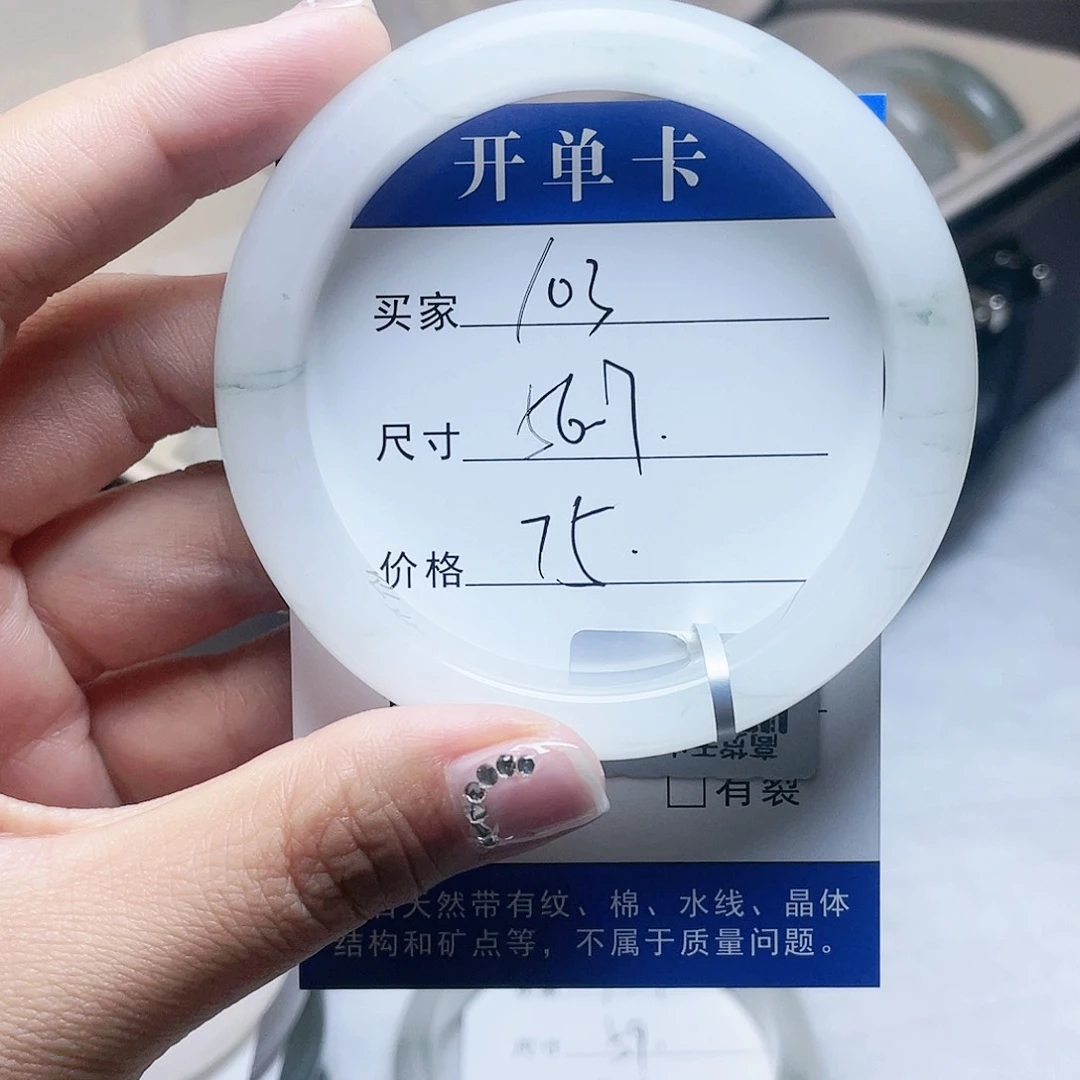 开单卡
买家 103
尺寸 56.7.
价格 75.
有裂
天然带有纹、棉、水线、晶体
结构和矿点等，不属于质量问题。